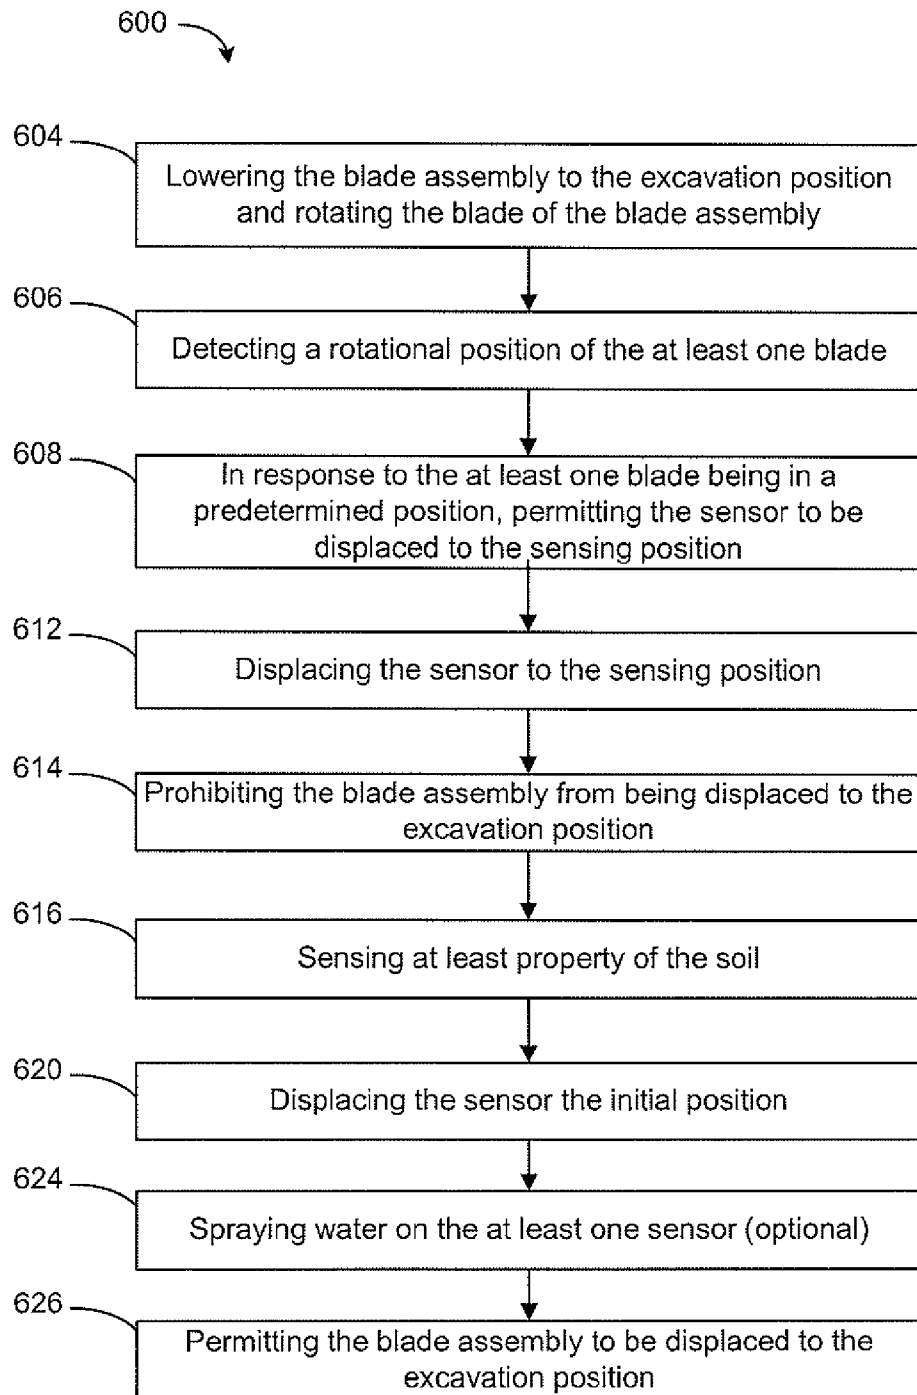 600
604
Lowering the blade assembly to the excavation position
and rotating the blade of the blade assembly
606
Detecting a rotational position of the at least one blade
608
In response to the at least one blade being in a
predetermined position, permitting the sensor to be
displaced to the sensing position
612
Displacing the sensor to the sensing position
614
Prohibiting the blade assembly from being displaced to the
excavation position
616
Sensing at least property of the soil
620
Displacing the sensor the initial position
624
Spraying water on the at least one sensor (optional)
626
Permitting the blade assembly to be displaced to the
excavation position